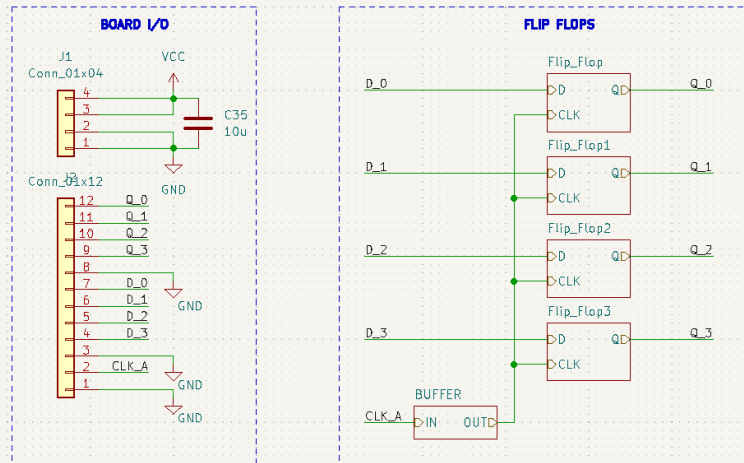 BOARD I/O
J1
Conn_01x04
VCC
4
3
2
1
C35
10u
GND
J2
Conn_01x12
12 Q_0
11 Q_1
10 Q_2
9 Q_3
8
7 D_0
GND
6 D_1
5 D_2
4 D_3
3
2 CLK_A
GND
1
GND
FLIP FLOPS
Flip_Flop
D_0 D Q Q_0
CLK
Flip_Flop1
D_1 D Q Q_1
CLK
Flip_Flop2
D_2 D Q Q_2
CLK
Flip_Flop3
D_3 D Q Q_3
CLK
BUFFER
CLK_A IN OUT